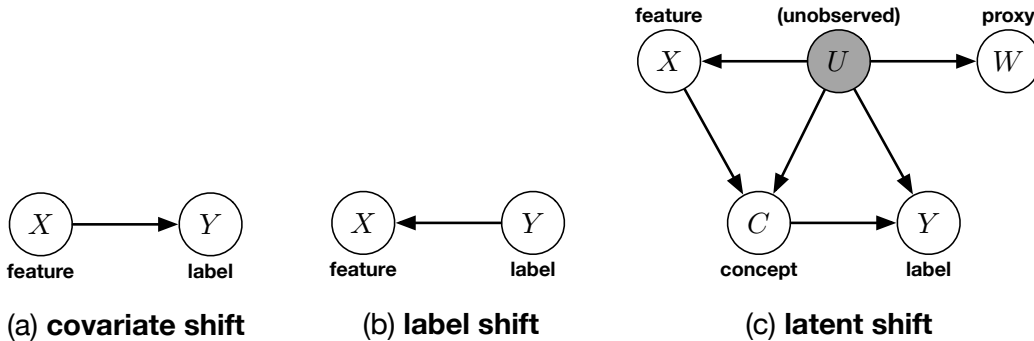 feature (unobserved) proxy
X U W
X Y X Y C Y
feature label feature label concept label
(a) covariate shift (b) label shift (c) latent shift